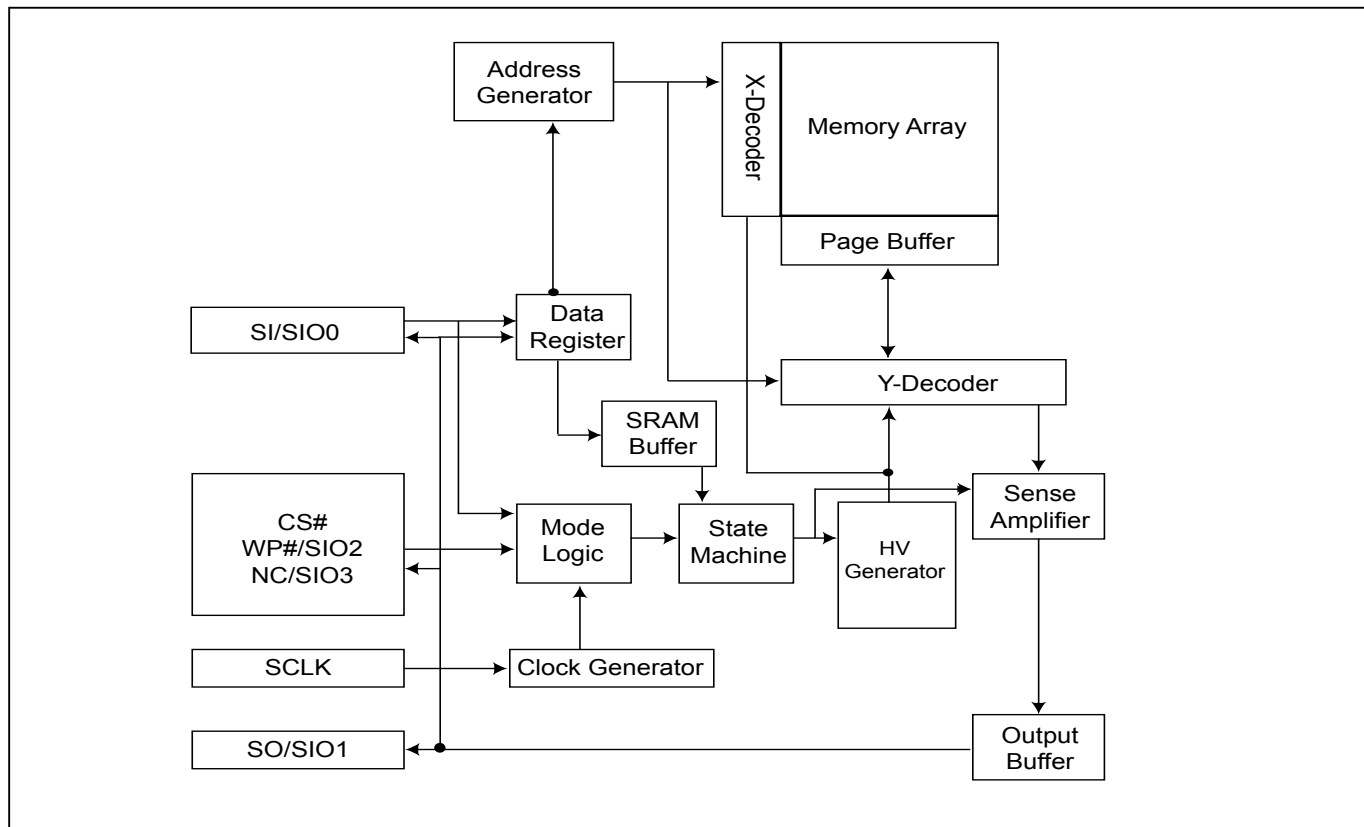 Address
Generator
X-Decoder
Memory Array
Page Buffer
SI/SIO0
Data
Register
Y-Decoder
SRAM
Buffer
CS#
WP#/SIO2
NC/SIO3
Mode
Logic
State
Machine
HV
Generator
Sense
Amplifier
SCLK
Clock Generator
SO/SIO1
Output
Buffer